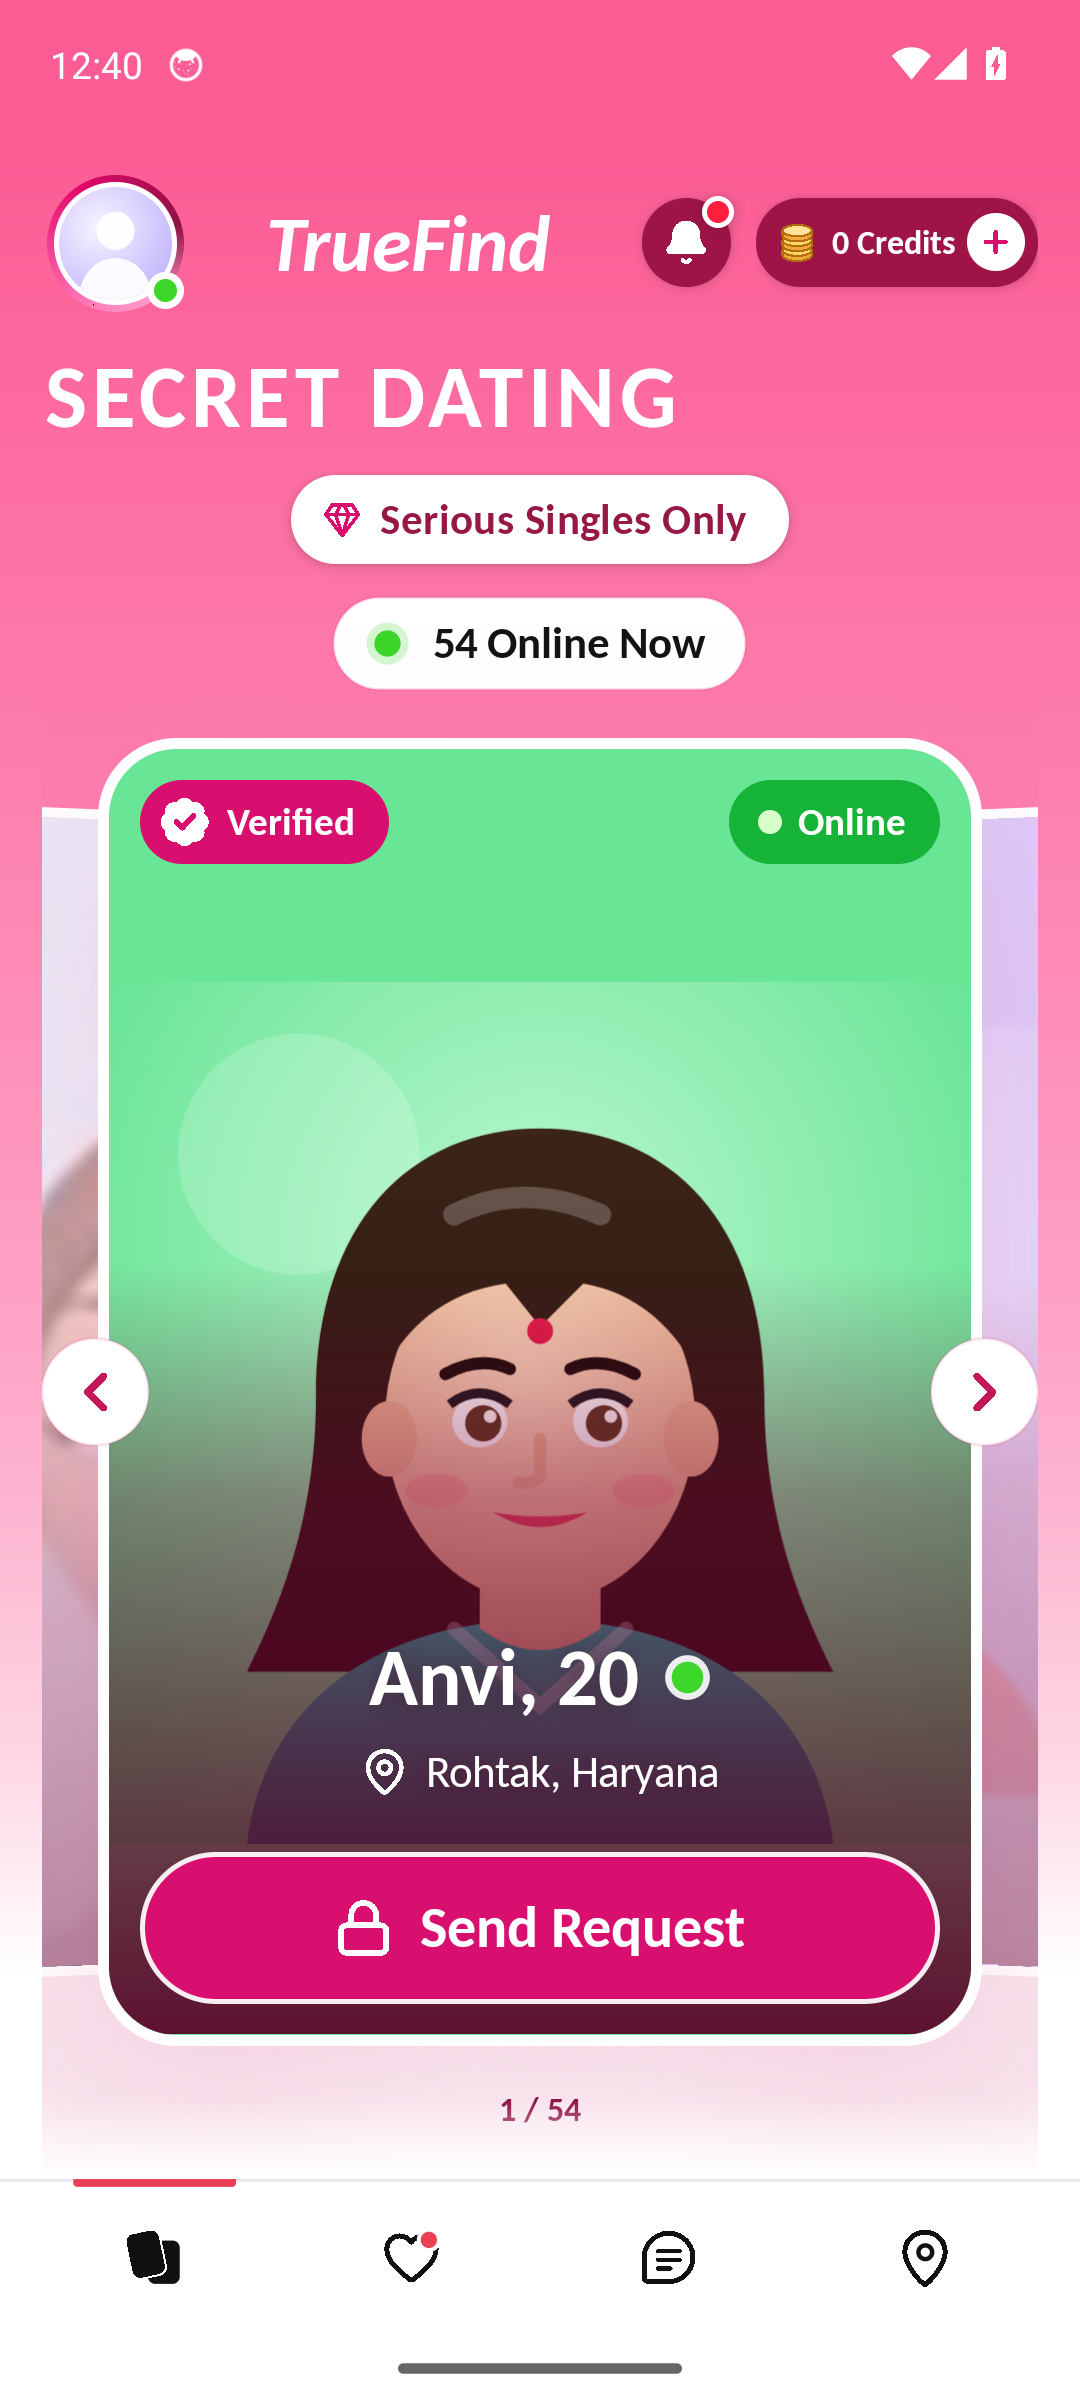 12:40
TrueFind
0 Credits
SECRET DATING
Serious Singles Only
54 Online Now
Verified
Online
Anvi, 20
Rohtak, Haryana
Send Request
1 / 54